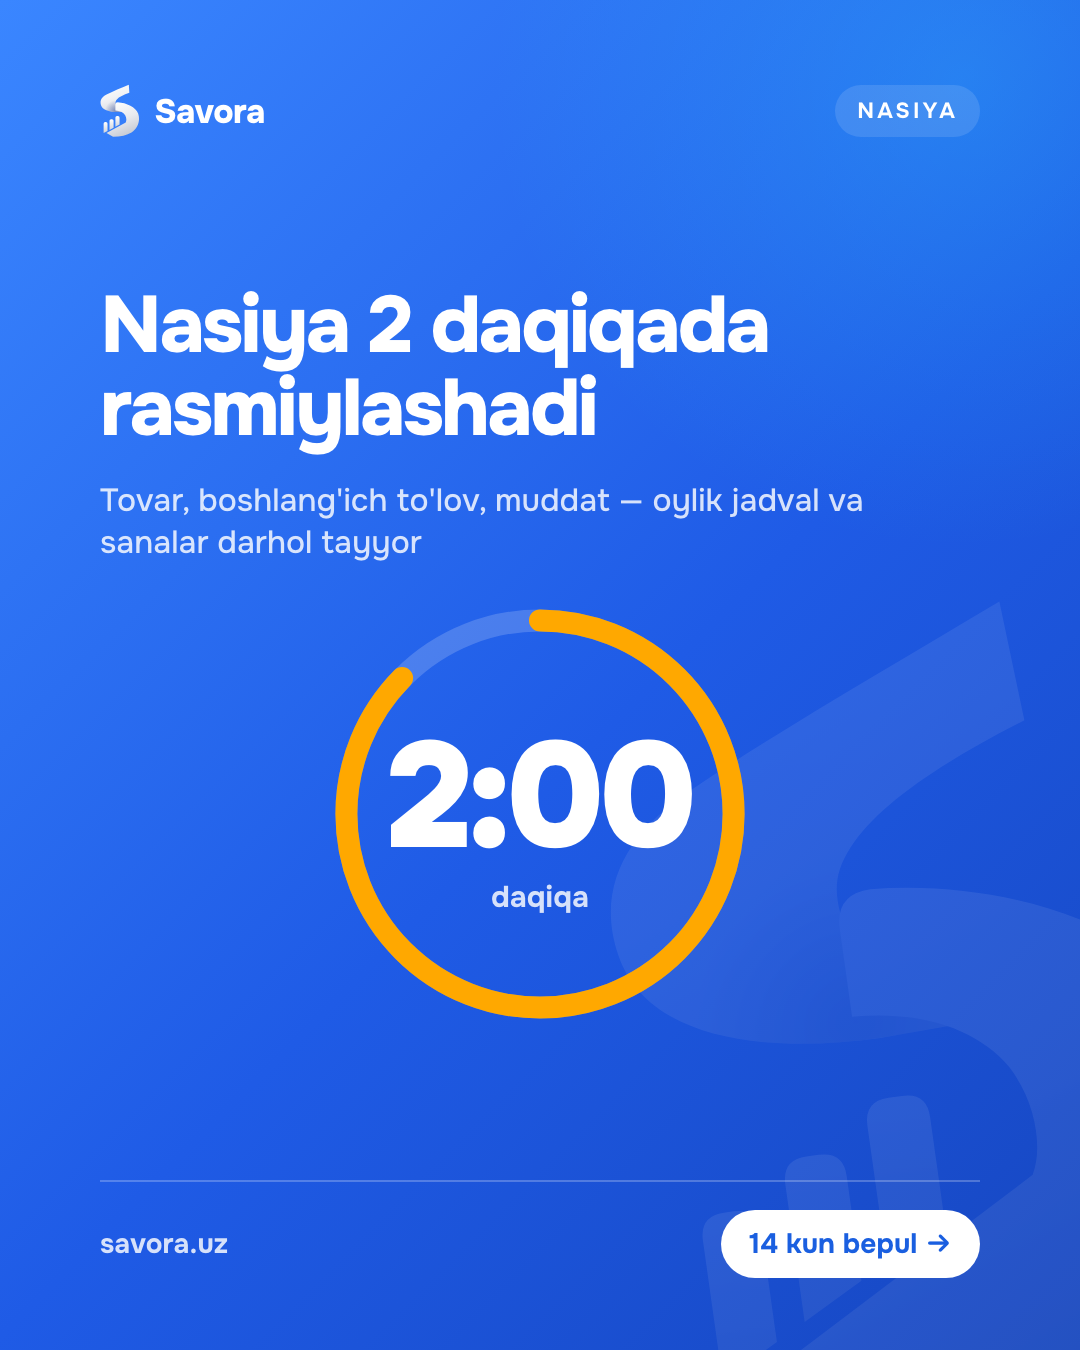 Savora
NASIYA
Nasiya 2 daqiqada
rasmiylashadi
Tovar, boshlang'ich to'lov, muddat — oylik jadval va
sanalar darhol tayyor
2:00
daqiqa
savora.uz
14 kun bepul →